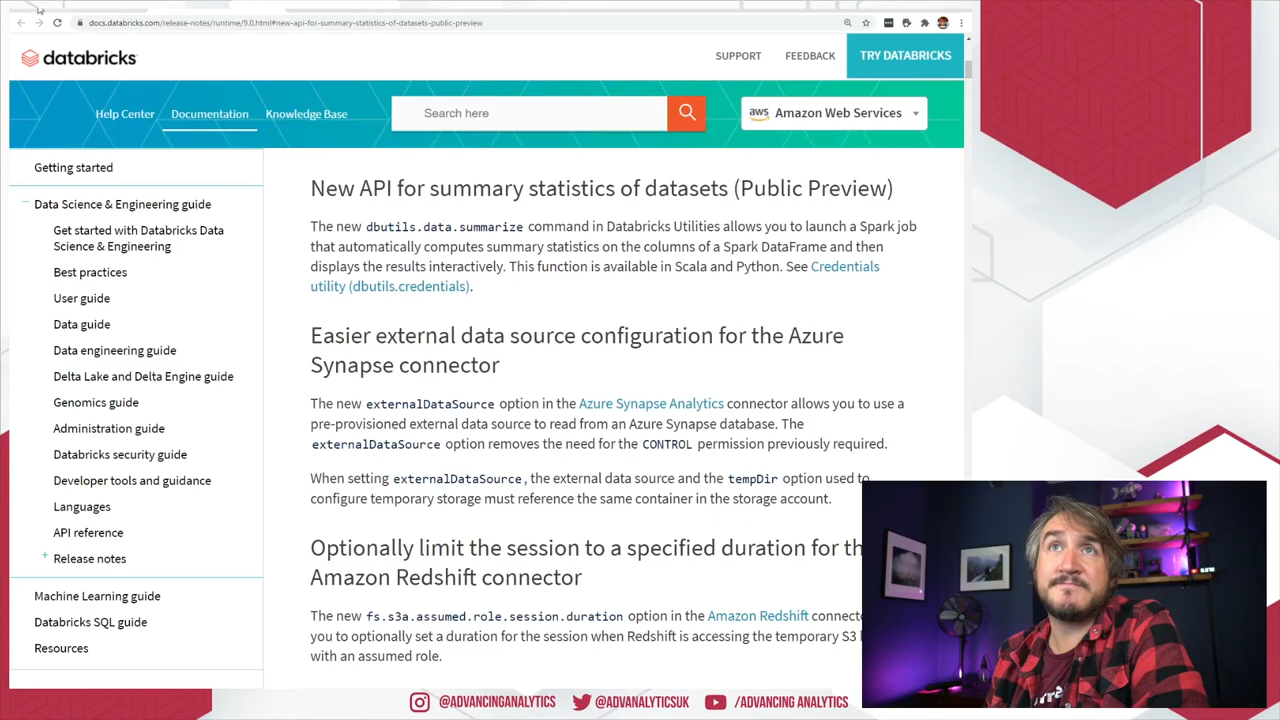 docs.databricks.com/release-notes/runtime/9.0.html#new-api-for-summary-statistics-of-datasets-public-preview
databricks
SUPPORT
FEEDBACK
TRY DATABRICKS
Help Center
Documentation
Knowledge Base
Search here
aws
Amazon Web Services
Getting started
Data Science & Engineering guide
Get started with Databricks Data
Science & Engineering
Best practices
User guide
Data guide
Data engineering guide
Delta Lake and Delta Engine guide
Genomics guide
Administration guide
Databricks security guide
Developer tools and guidance
Languages
API reference
Release notes
Machine Learning guide
Databricks SQL guide
Resources
New API for summary statistics of datasets (Public Preview)
The new dbutils.data.summarize command in Databricks Utilities allows you to launch a Spark job
that automatically computes summary statistics on the columns of a Spark DataFrame and then
displays the results interactively. This function is available in Scala and Python. See Credentials
utility (dbutils.credentials).
Easier external data source configuration for the Azure
Synapse connector
The new externalDataSource option in the Azure Synapse Analytics connector allows you to use a
pre-provisioned external data source to read from an Azure Synapse database. The
externalDataSource option removes the need for the CONTROL permission previously required.
When setting externalDataSource, the external data source and the tempDir option used to
configure temporary storage must reference the same container in the storage account.
Optionally limit the session to a specified duration for th
Amazon Redshift connector
The new fs.s3a.assumed.role.session.duration option in the Amazon Redshift connecto
you to optionally set a duration for the session when Redshift is accessing the temporary S3
with an assumed role.
@ADVANCINGANALYTICS
@ADVANALYTICSUK
/ADVANCING ANALYTICS